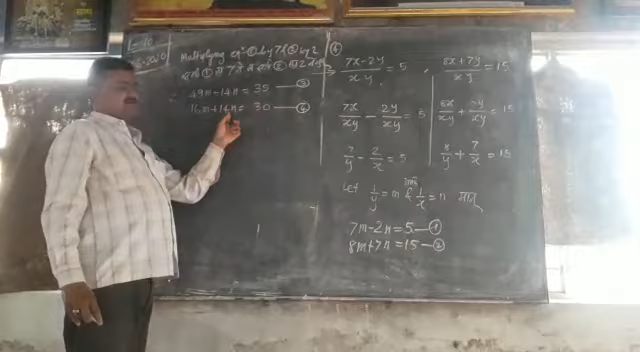 Multiplying eqⁿ ① by 7 & ② by 2
49m - 14n = 35 — ③
16m + 14n = 30 — ④
⑥
7x - 2y / xy = 5 , 8x + 7y / xy = 15
7x/xy - 2y/xy = 5 8x/xy + 7y/xy = 15
7/y - 2/x = 5 8/y + 7/x = 15
Let 1/y = m & 1/x = n मानू
7m - 2n = 5 — ①
8m + 7n = 15 — ②